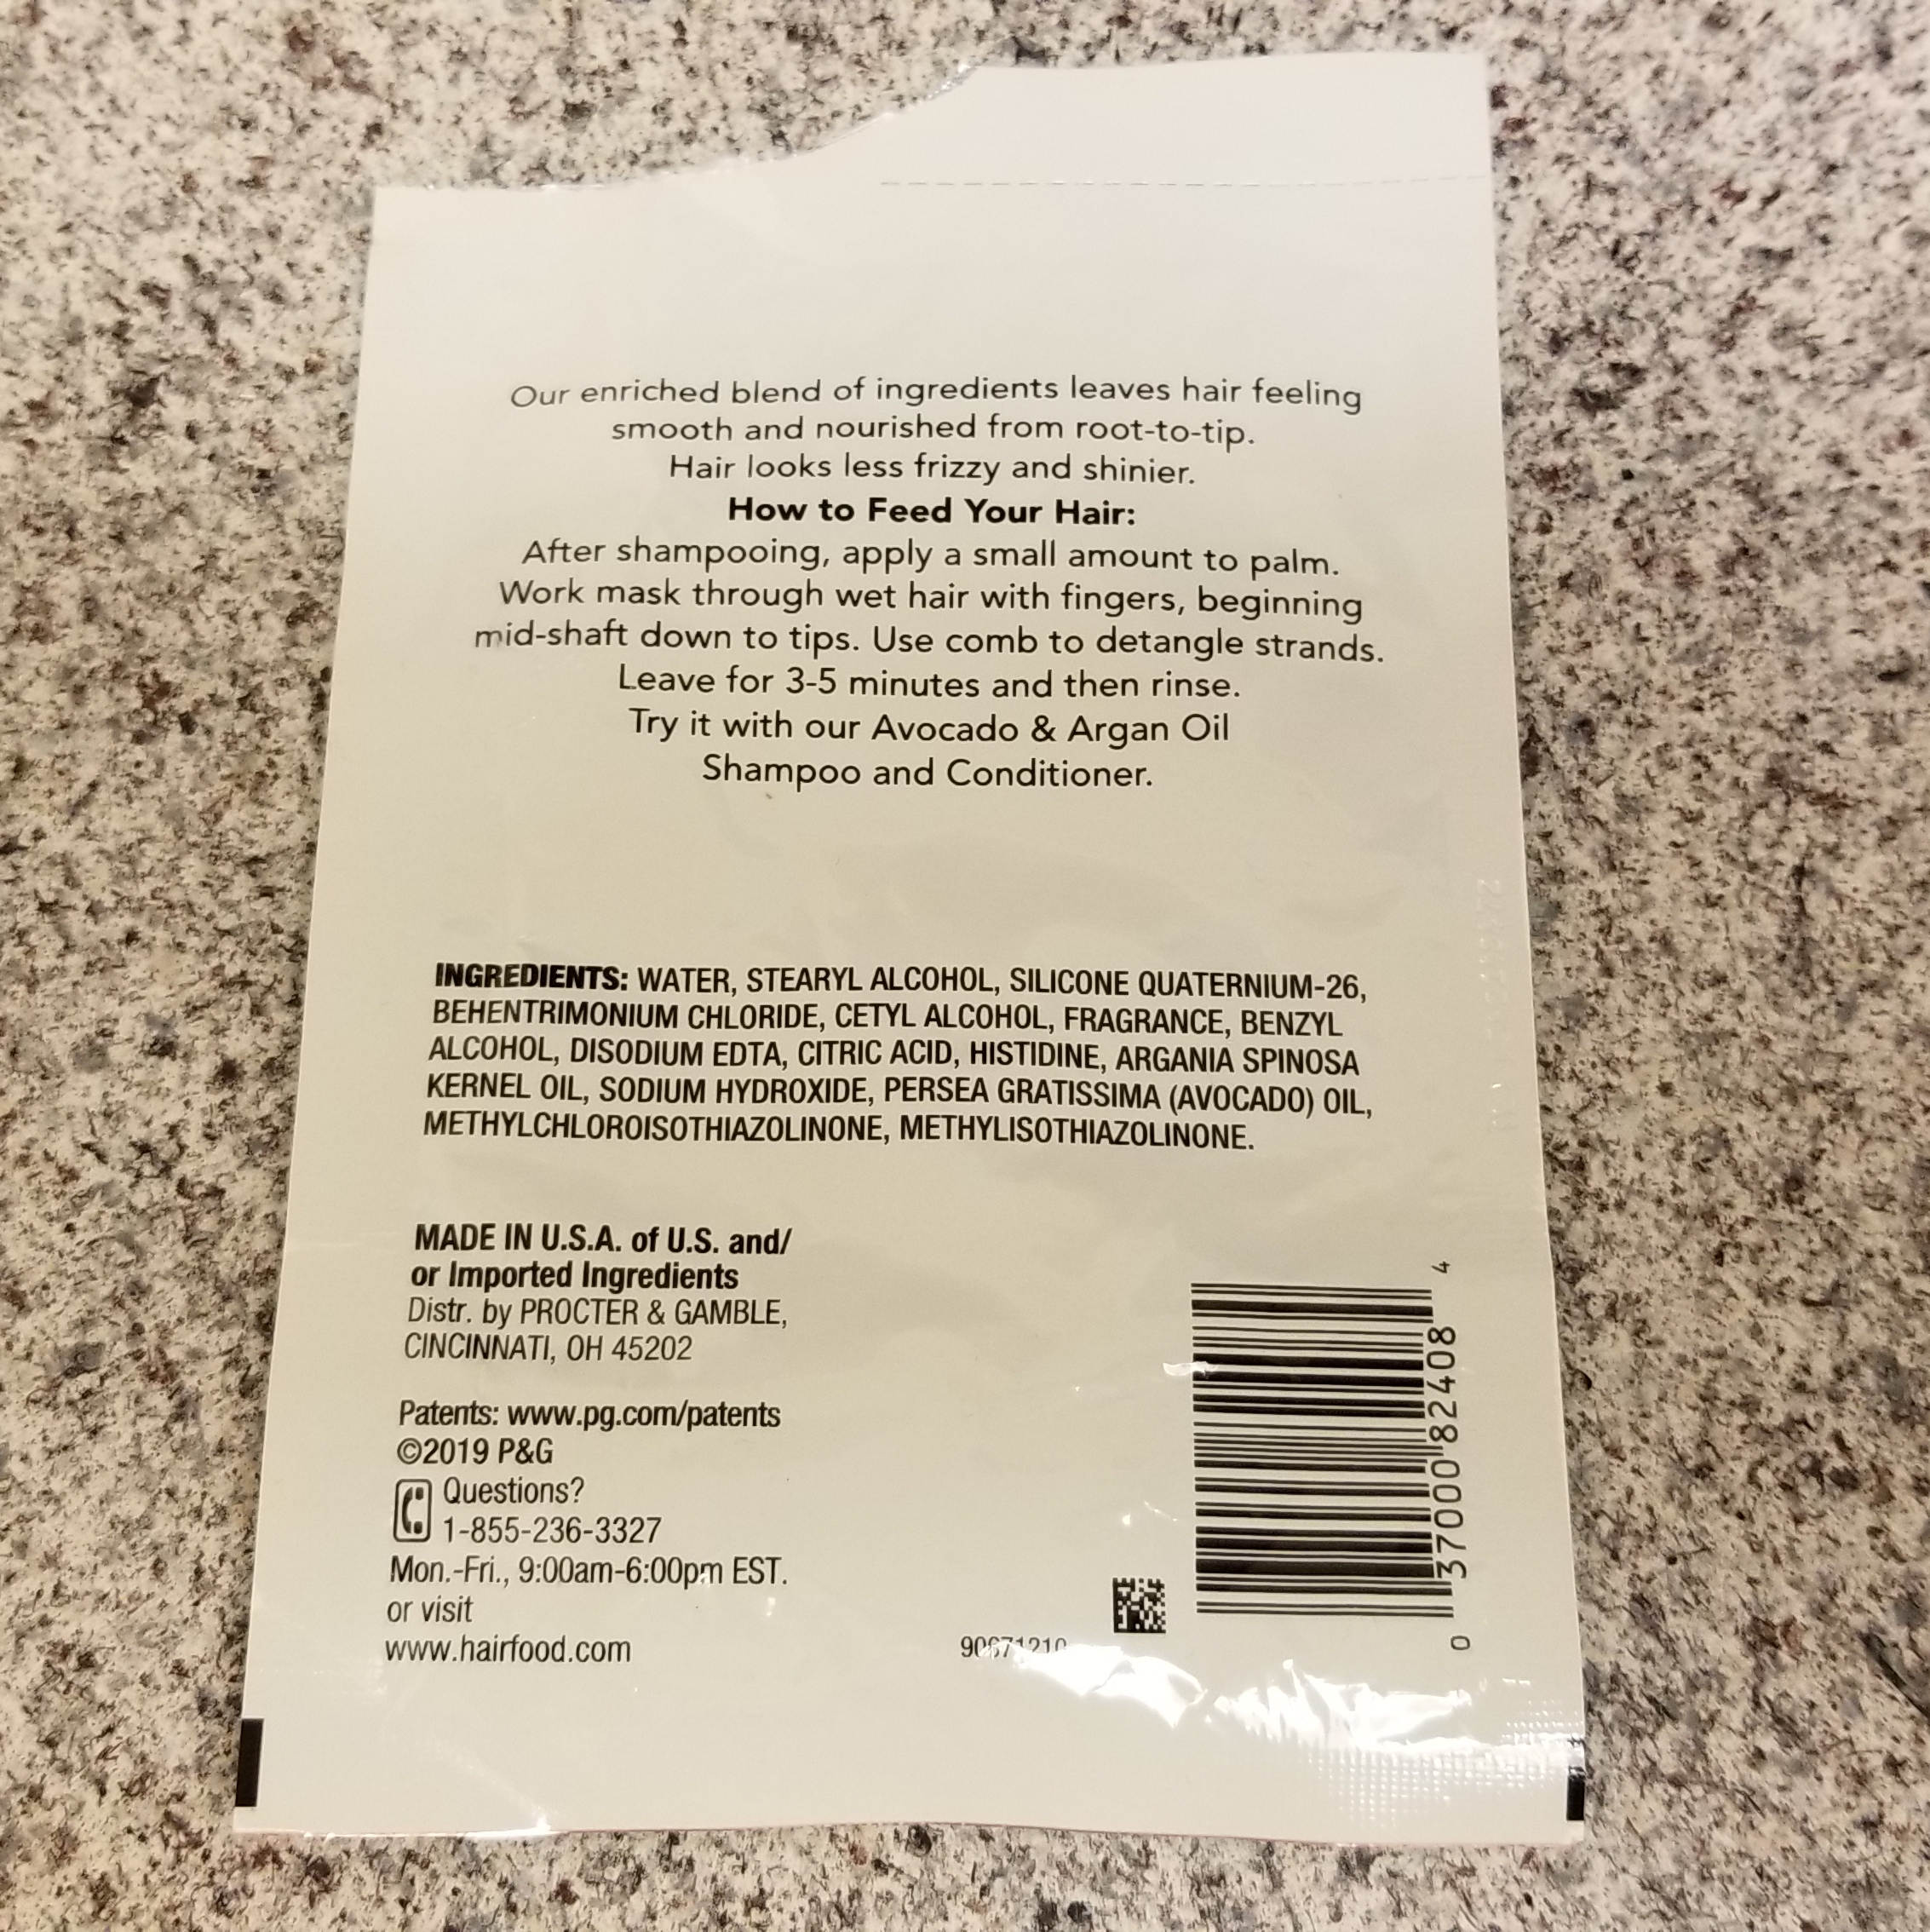 Our enriched blend of ingredients leaves hair feeling
smooth and nourished from root-to-tip.
Hair looks less frizzy and shinier.
How to Feed Your Hair:
After shampooing, apply a small amount to palm.
Work mask through wet hair with fingers, beginning
mid-shaft down to tips. Use comb to detangle strands.
Leave for 3-5 minutes and then rinse.
Try it with our Avocado & Argan Oil
Shampoo and Conditioner.
INGREDIENTS: WATER, STEARYL ALCOHOL, SILICONE QUATERNIUM-26,
BEHENTRIMONIUM CHLORIDE, CETYL ALCOHOL, FRAGRANCE, BENZYL
ALCOHOL, DISODIUM EDTA, CITRIC ACID, HISTIDINE, ARGANIA SPINOSA
KERNEL OIL, SODIUM HYDROXIDE, PERSEA GRATISSIMA (AVOCADO) OIL,
METHYLCHLOROISOTHIAZOLINONE, METHYLISOTHIAZOLINONE.
MADE IN U.S.A. of U.S. and/
or Imported Ingredients
Distr. by PROCTER & GAMBLE,
CINCINNATI, OH 45202
Patents: www.pg.com/patents
©2019 P&G
Questions?
1-855-236-3327
Mon.-Fri., 9:00am-6:00pm EST.
or visit
www.hairfood.com
90671210
0 37000 82408 4